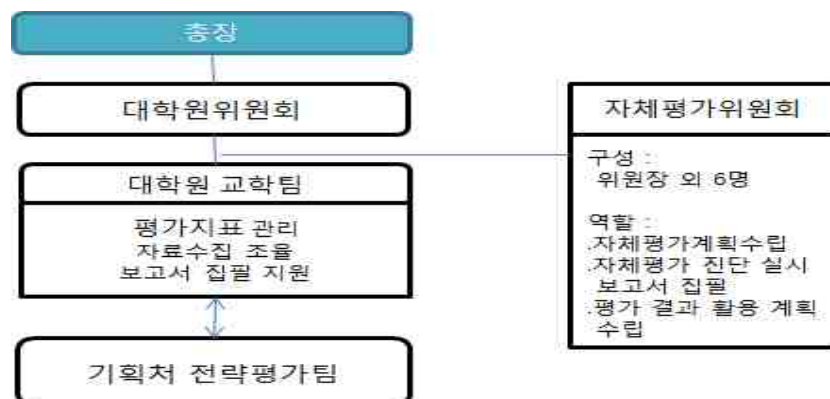 총장
대학원위원회
대학원 교학팀
평가지표 관리
자료수집 조율
보고서 집필 지원
기획처 전략평가팀
자체평가위원회
구성 :
위원장 외 6명
역할 :
.자체평가계획수립
.자체평가 진단 실시
보고서 집필
.평가 결과 활용 계획
수립